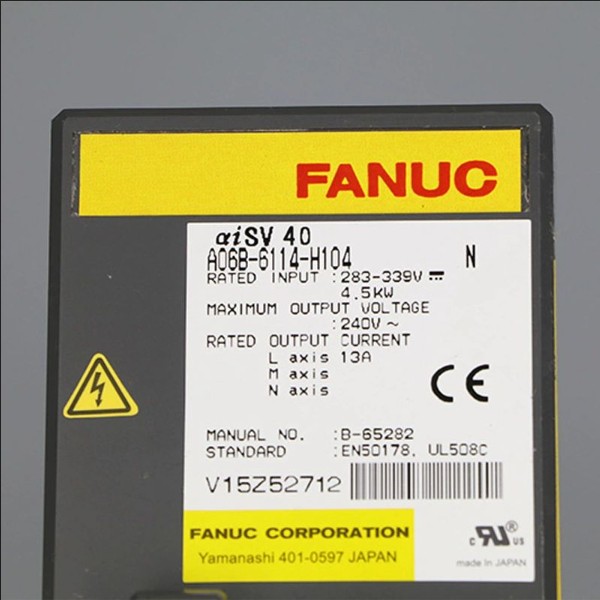 FANUC
αiSV 40
A06B-6114-H104 N
RATED INPUT :283-339V
4.5KW
MAXIMUM OUTPUT VOLTAGE
:240V ~
RATED OUTPUT CURRENT
L axis 13A
M axis
N axis
CE
MANUAL NO. :B-65282
STANDARD :EN50178, UL508C
V15Z52712
FANUC CORPORATION
Yamanashi 401-0597 JAPAN
c RU ® US
made in JAPAN